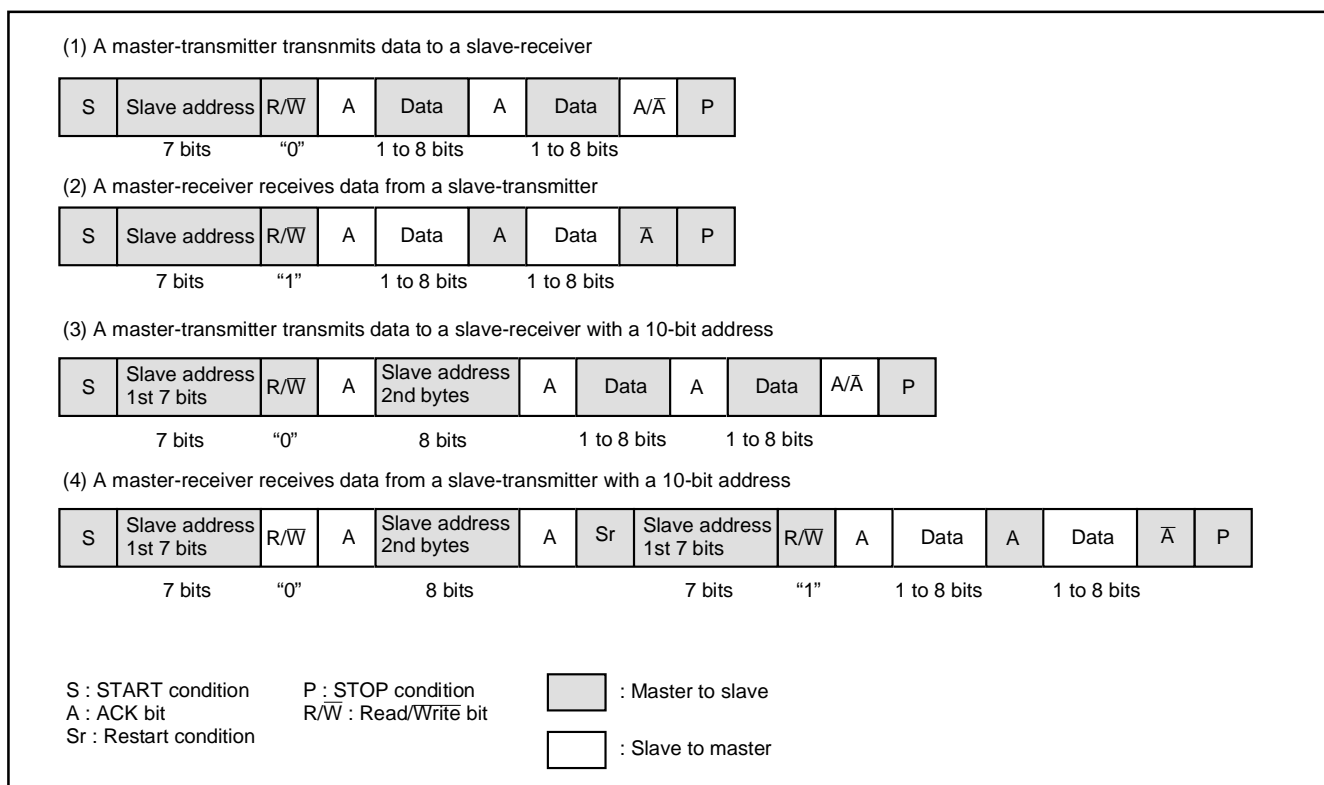 (1) A master-transmitter transnmits data to a slave-receiver
S Slave address R/W̅ A Data A Data A/A̅ P
7 bits “0” 1 to 8 bits 1 to 8 bits
(2) A master-receiver receives data from a slave-transmitter
S Slave address R/W̅ A Data A Data A̅ P
7 bits “1” 1 to 8 bits 1 to 8 bits
(3) A master-transmitter transmits data to a slave-receiver with a 10-bit address
S Slave address 1st 7 bits R/W̅ A Slave address 2nd bytes A Data A Data A/A̅ P
7 bits “0” 8 bits 1 to 8 bits 1 to 8 bits
(4) A master-receiver receives data from a slave-transmitter with a 10-bit address
S Slave address 1st 7 bits R/W̅ A Slave address 2nd bytes A Sr Slave address 1st 7 bits R/W̅ A Data A Data A̅ P
7 bits “0” 8 bits 7 bits “1” 1 to 8 bits 1 to 8 bits
S : START condition P : STOP condition : Master to slave
A : ACK bit R/W̅ : Read/W̅r̅i̅t̅e̅ bit
Sr : Restart condition
: Slave to master